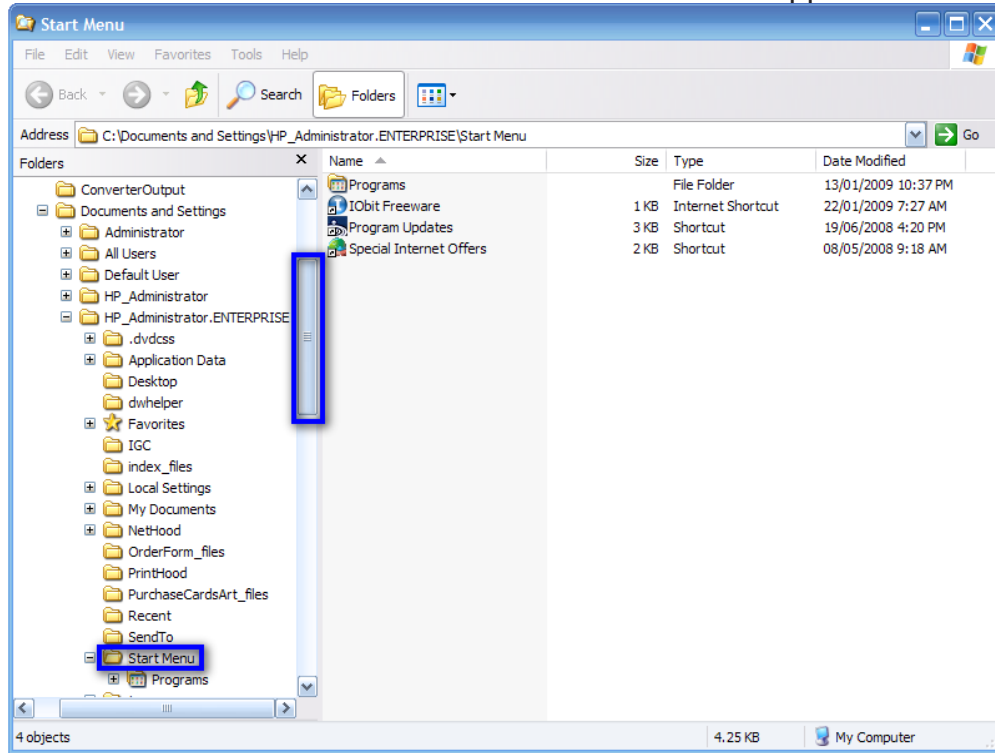 Start Menu
File Edit View Favorites Tools Help
Back Search Folders
Address C:\Documents and Settings\HP_Administrator.ENTERPRISE\Start Menu Go
Folders Name Size Type Date Modified
ConverterOutput Programs File Folder 13/01/2009 10:37 PM
Documents and Settings IObit Freeware 1 KB Internet Shortcut 22/01/2009 7:27 AM
Administrator Program Updates 3 KB Shortcut 19/06/2008 4:20 PM
All Users Special Internet Offers 2 KB Shortcut 08/05/2008 9:18 AM
Default User
HP_Administrator
HP_Administrator.ENTERPRISE
.dvdcss
Application Data
Desktop
dwhelper
Favorites
IGC
index_files
Local Settings
My Documents
NetHood
OrderForm_files
PrintHood
PurchaseCardsArt_files
Recent
SendTo
Start Menu
Programs
4 objects 4.25 KB My Computer